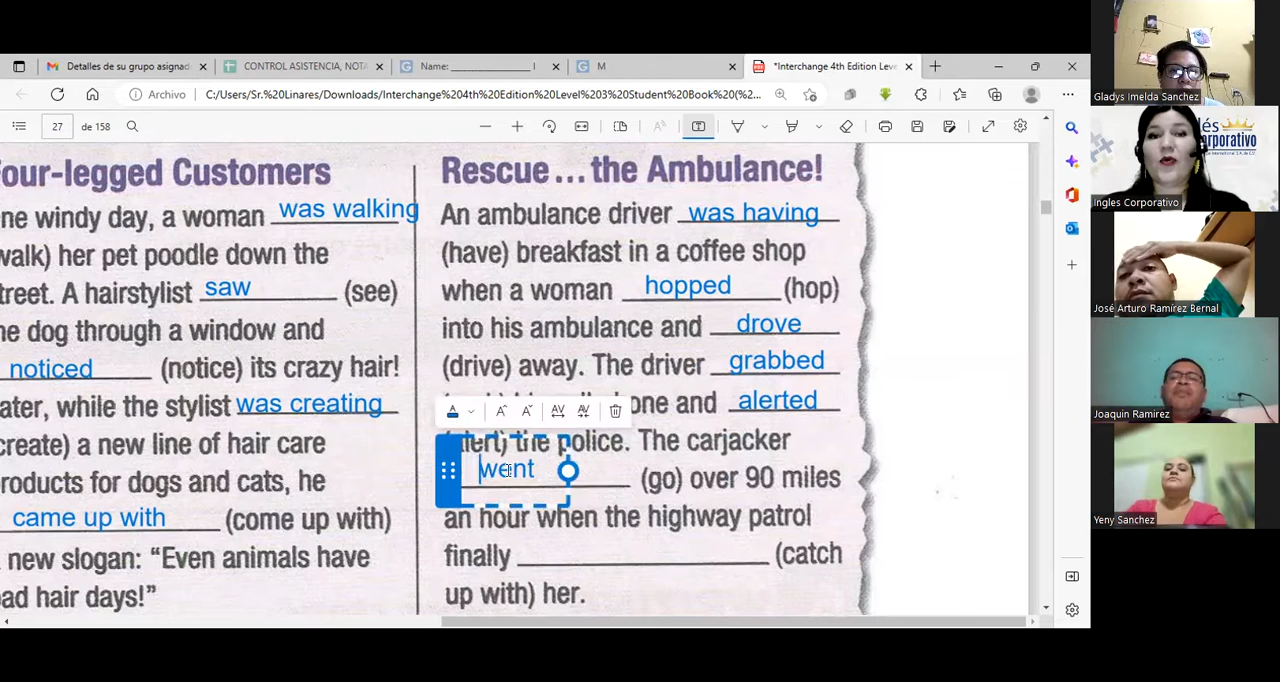 Detalles de su grupo asignad
CONTROL ASISTENCIA, NOTA
Name: ______________ I
M
*Interchange 4th Edition Leve
Archivo
C:/Users/Sr.%20Linares/Downloads/Interchange%204th%20Edition%20Level%203%20Student%20Book%20(%2...
27 de 158
our-legged Customers
ne windy day, a woman was walking
walk) her pet poodle down the
treet. A hairstylist saw (see)
he dog through a window and
noticed (notice) its crazy hair!
ater, while the stylist was creating
create) a new line of hair care
roducts for dogs and cats, he
came up with (come up with)
new slogan: “Even animals have
ad hair days!”
Rescue...the Ambulance!
An ambulance driver was having
(have) breakfast in a coffee shop
when a woman hopped (hop)
into his ambulance and drove
(drive) away. The driver grabbed
one and alerted
(alert) the police. The carjacker
went (go) over 90 miles
an hour when the highway patrol
finally ____________ (catch
up with) her.
Gladys Imelda Sanchez
Ingles Corporativo
José Arturo Ramírez Bernal
Joaquin Ramirez
Yeny Sanchez